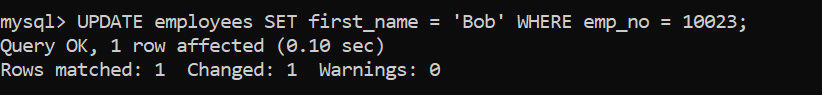 mysql> UPDATE employees SET first_name = 'Bob' WHERE emp_no = 10023;
Query OK, 1 row affected (0.10 sec)
Rows matched: 1  Changed: 1  Warnings: 0